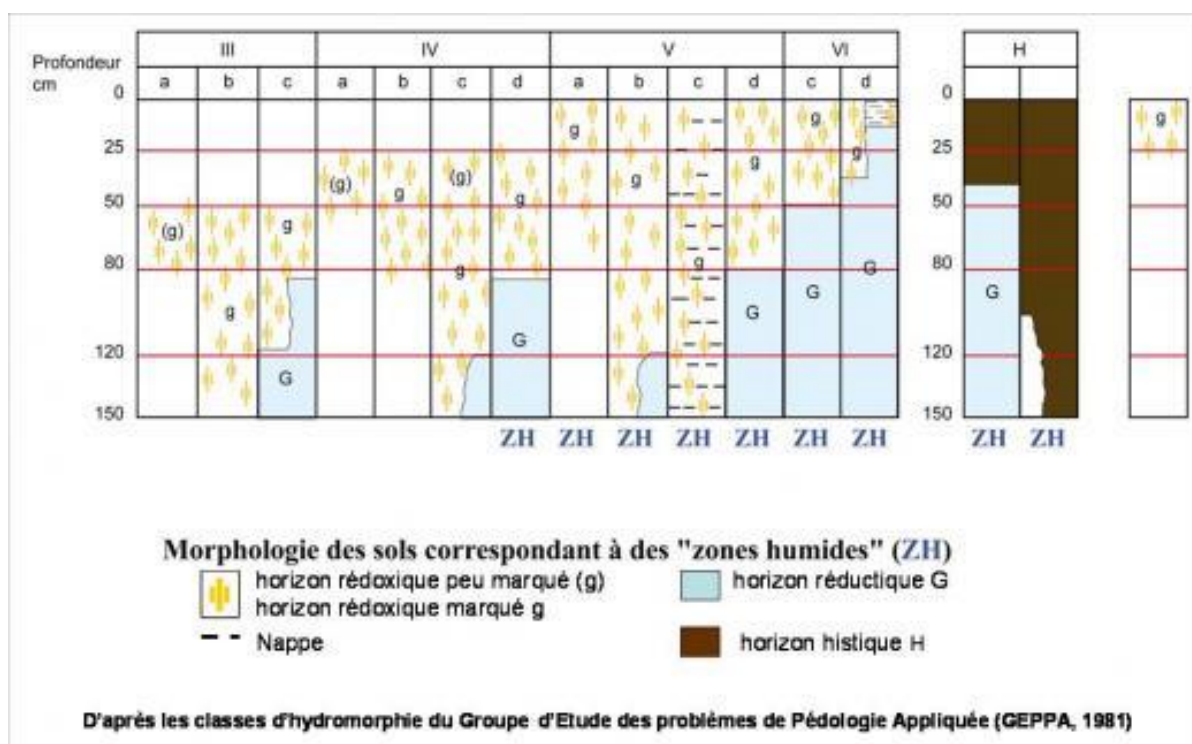 III IV V VI H
Profondeur
cm
a b c a b c d a b c d c d
0 0
g g g g
25 25
(g) g (g) g g g g
50 50
(g) g g g
80 80
g g G G G G G
120 120
G
150 150
ZH ZH ZH ZH ZH ZH ZH ZH
Morphologie des sols correspondant à des "zones humides" (ZH)
horizon rédoxique peu marqué (g) horizon réductique G
horizon rédoxique marqué g
Nappe horizon histique H
D'après les classes d'hydromorphie du Groupe d'Etude des problèmes de Pédologie Appliquée (GEPPA, 1981)